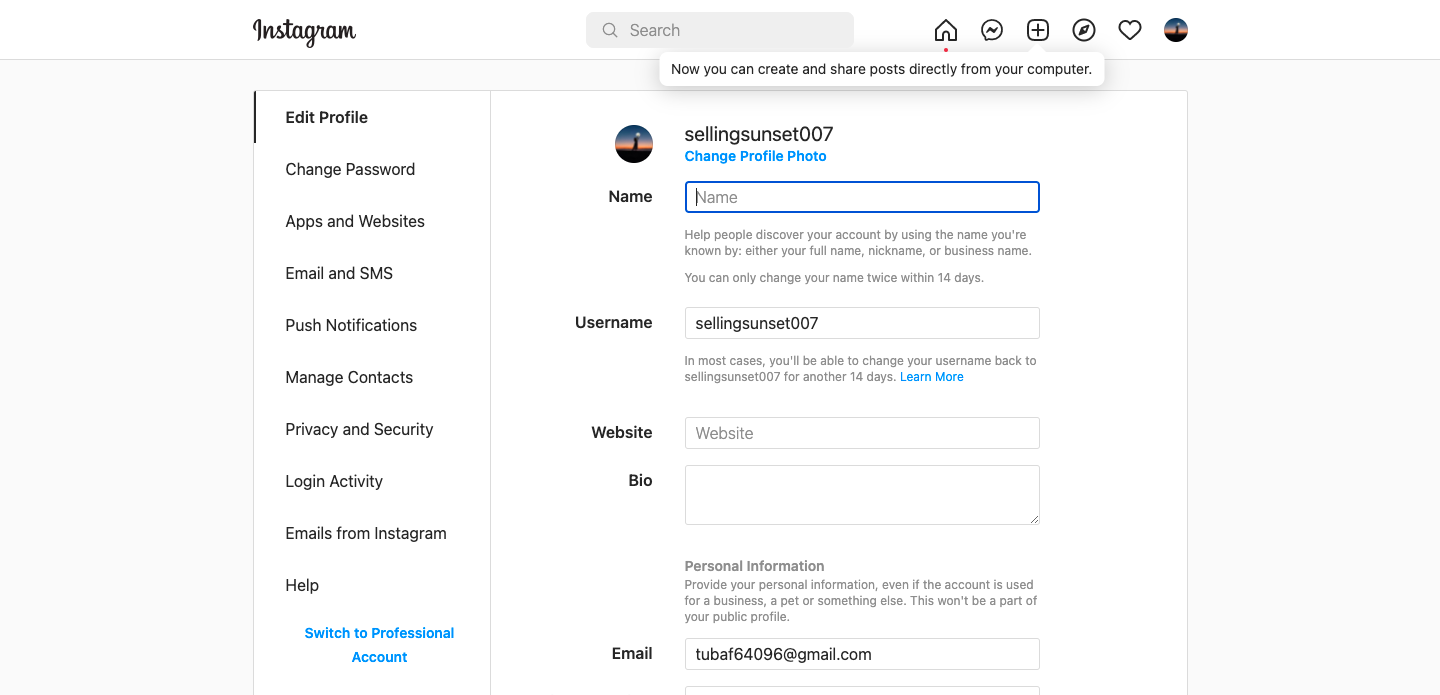 Instagram
Search
Now you can create and share posts directly from your computer.
Edit Profile
Change Password
Apps and Websites
Email and SMS
Push Notifications
Manage Contacts
Privacy and Security
Login Activity
Emails from Instagram
Help
Switch to Professional
Account
sellingsunset007
Change Profile Photo
Name
Name
Help people discover your account by using the name you're
known by: either your full name, nickname, or business name.
You can only change your name twice within 14 days.
Username
sellingsunset007
In most cases, you'll be able to change your username back to
sellingsunset007 for another 14 days. Learn More
Website
Website
Bio
Personal Information
Provide your personal information, even if the account is used
for a business, a pet or something else. This won't be a part of
your public profile.
Email
tubaf64096@gmail.com